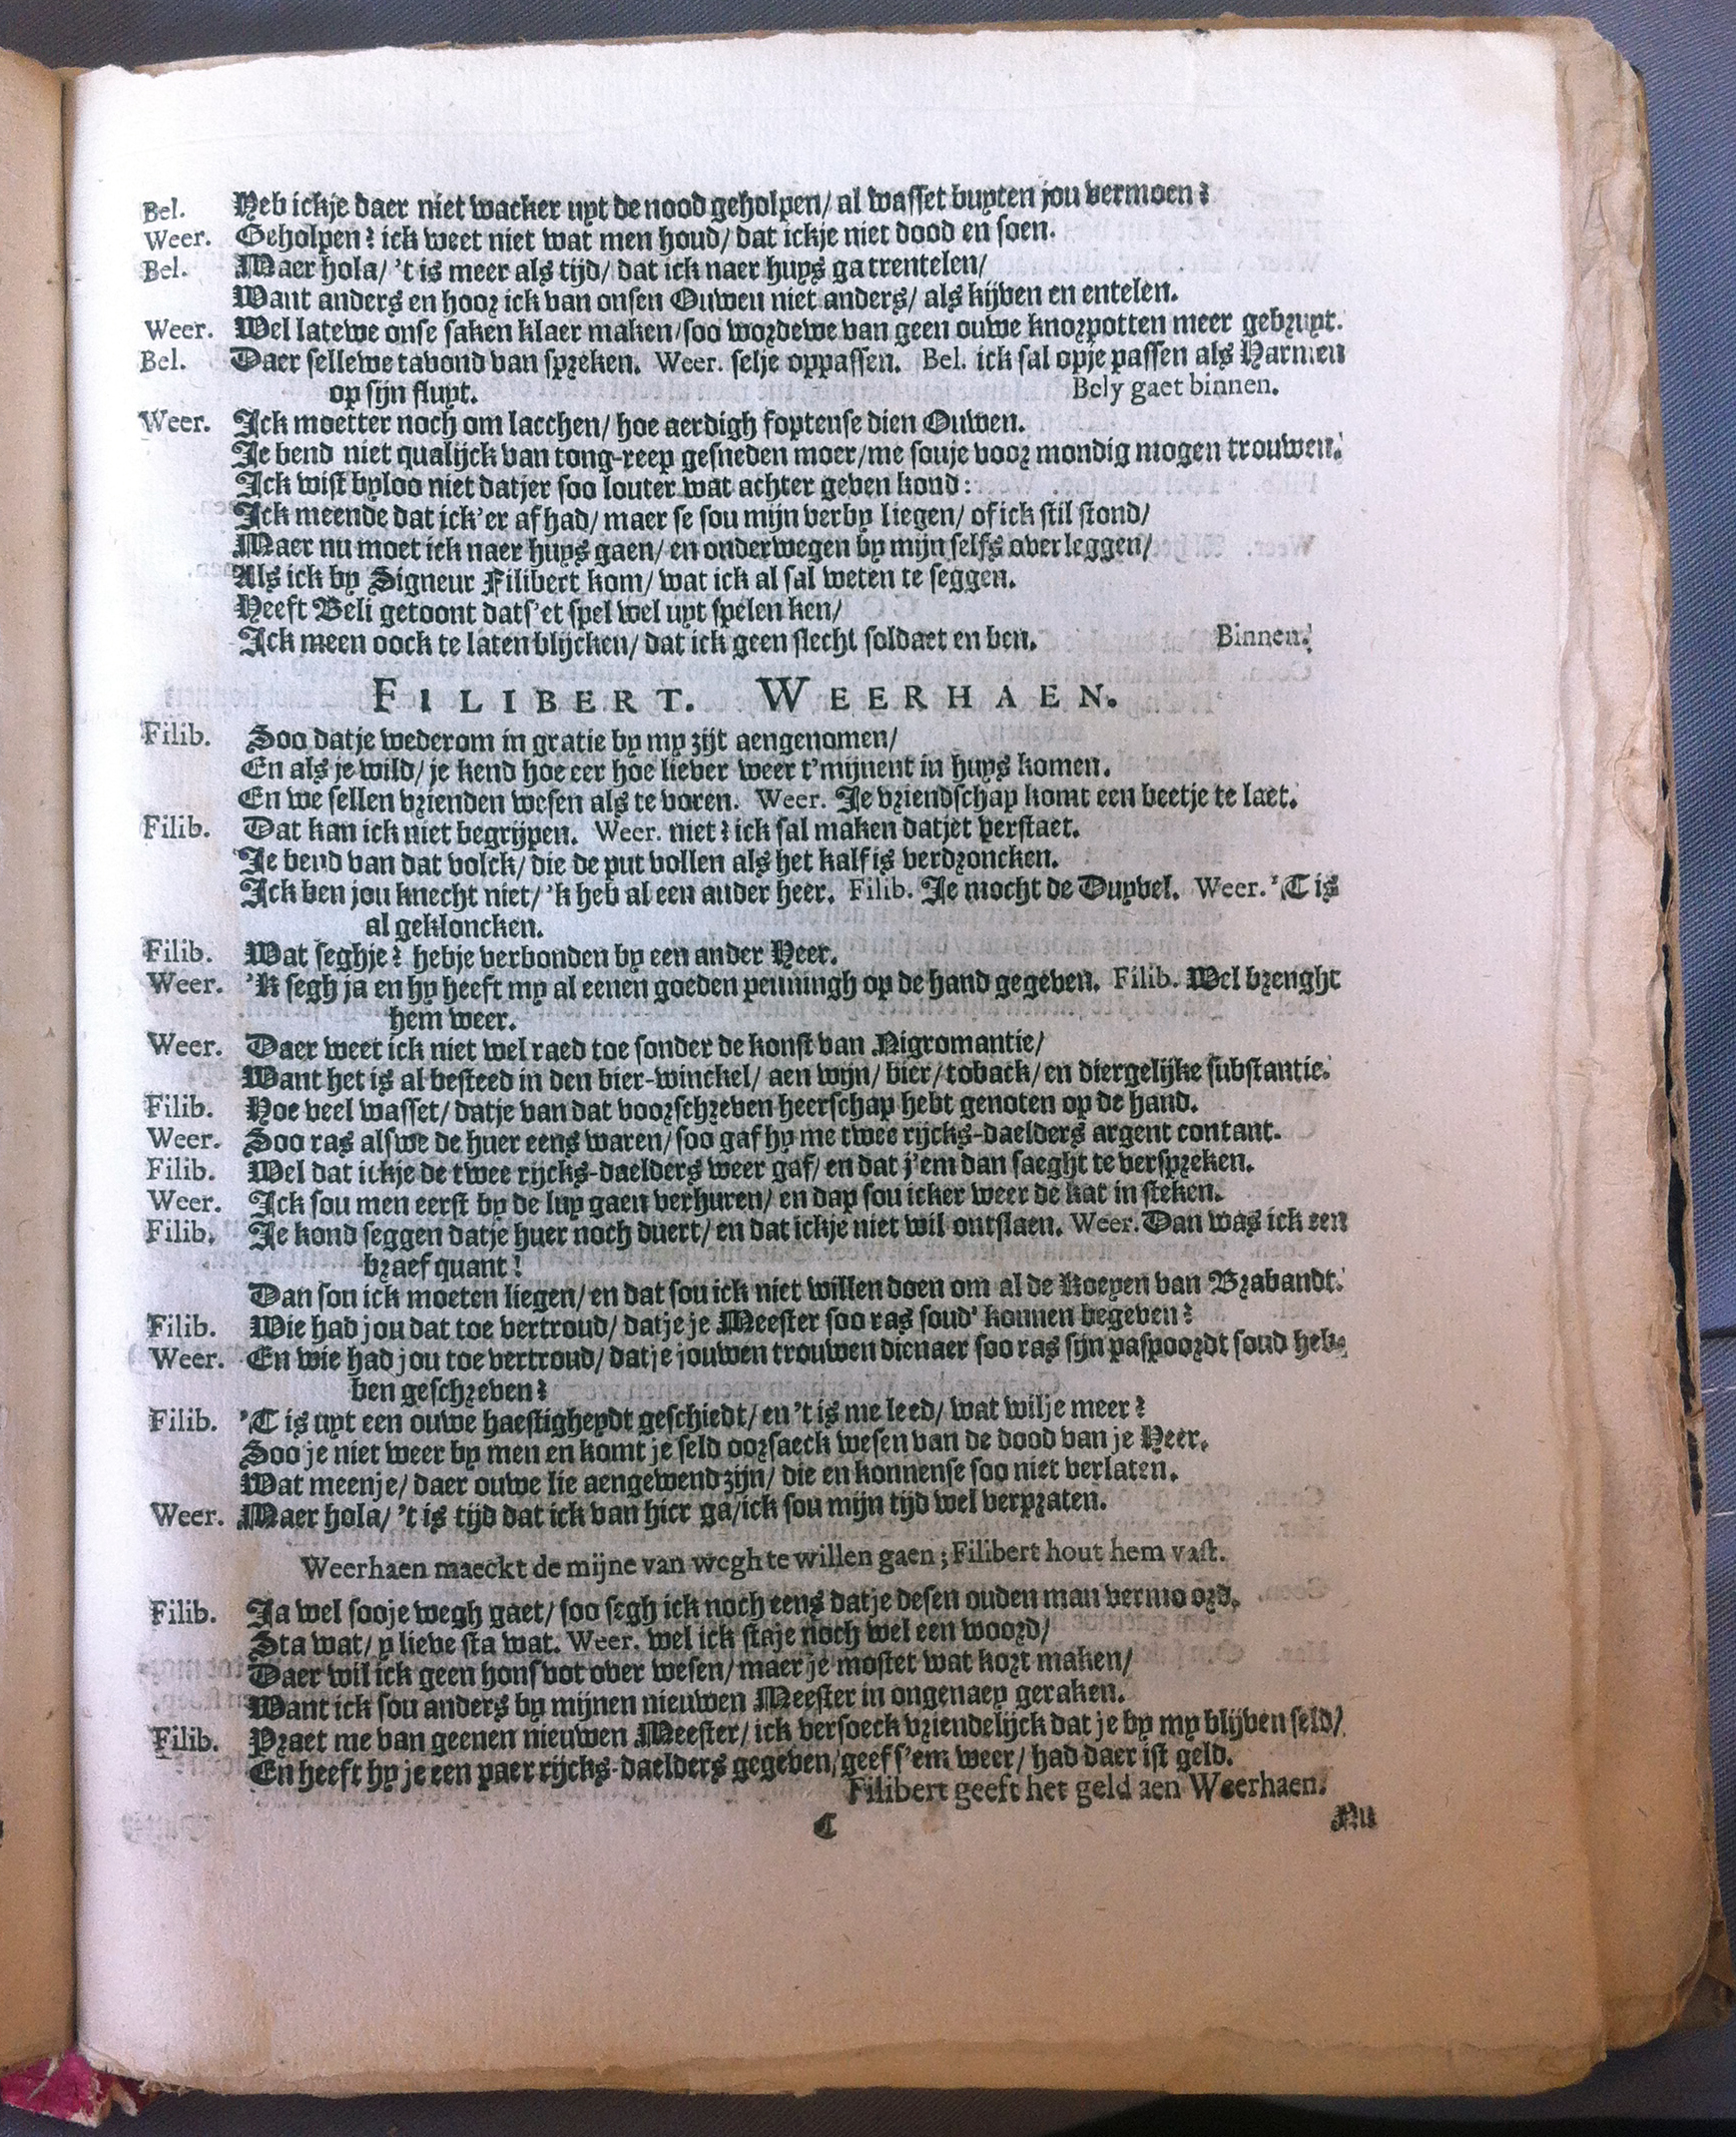 Bel. Heb ickje daer niet wacker uyt de nood geholpen/ al wasset buyten jou vermoen?
Weer. Geholpen? ick weet niet wat men houd/ dat ickje niet dood en soen.
Bel. Maer hola/ 't is meer als tijd/ dat ick naer huys ga trentelen/
Want anders en hoor ick van onsen Ouwen niet anders/ als kijven en entelen.
Weer. Wel latewe onse saken klaer maken/soo wordewe van geen ouwe knorpotten meer gebruyt.
Bel. Daer sellewe tavond van spreken. Weer. selje oppassen. Bel. ick sal opje passen als Harmen
op sijn fluyt. Bely gaet binnen.
Weer. Ick moetter noch om lacchen/ hoe aerdigh foptense dien Ouwen.
Je bend niet qualijck van tong-reep gesneden moer/me souje voor mondig mogen trouwen.
Ick wist byloo niet datjer soo louter wat achter geven kond:
Ick meende dat ick'er af had/ maer se sou mijn verby liegen/ of ick stil stond/
Maer nu moet ick naer huys gaen/ en onderwegen by mijn selfs overleggen/
Als ick by Signeur Filibert kom/ wat ick al sal weten te seggen.
Heeft Beli getoont dats'et spel wel uyt spelen ken/
Ick meen oock te laten blijcken/ dat ick geen slecht soldaet en ben. Binnen.
FILIBERT. WEERHAEN.
Filib. Soo datje wederom in gratie by my zijt aengenomen/
En als je wild/ je kend hoe eer hoe liever weer t'mijnent in huys komen.
En we sellen vrienden wesen als te voren. Weer. Je vriendschap komt een beetje te laet.
Filib. Dat kan ick niet begrijpen. Weer. niet? ick sal maken datjet verstaet.
Je bend van dat volck/ die de put vollen als het kalf is verdroncken.
Ick ben jou knecht niet/ 'k heb al een ander heer. Filib. Je mocht de Duyvel. Weer. 'T is
al gekloncken.
Filib. Wat seghje? hebje verbonden by een ander Heer.
Weer. 'K segh ja en hy heeft my al eenen goeden penningh op de hand gegeven. Filib. Wel brenght
hem weer.
Weer. Daer weet ick niet wel raed toe sonder de konst van Nigromantie/
Want het is al besteed in den bier-winckel/ aen wijn/ bier/ toback/ en diergelijke substantie.
Filib. Hoe veel wasset/ datje van dat voorschreven heerschap hebt genoten op de hand.
Weer. Soo ras alswe de huer eens waren/ soo gaf hy me twee rijcks-daelders argent contant.
Filib. Wel dat ickje de twee rijcks-daelders weer gaf/ en dat j'em dan saeght te verspreken.
Weer. Ick sou men eerst by de luy gaen verhuren/ en dap sou icker weer de kat in steken.
Filib. Je kond seggen datje huer noch duert/ en dat ickje niet wil ontslaen. Weer. Dan was ick een
braef quant!
Dan sou ick moeten liegen/ en dat sou ick niet willen doen om al de Koeyen van Brabandt.
Filib. Wie had jou dat toe vertroud/ datje je Meester soo ras soud' konnen begeven?
Weer. En wie had jou toe vertroud/ datje jouwen trouwen dienaer soo ras sijn paspoordt soud heb-
ben geschreven?
Filib. 'T is uyt een ouwe haestigheydt geschiedt/ en 't is me leed/ wat wilje meer?
Soo je niet weer by men en komt je seld oorsaeck wesen van de dood van je Heer.
Wat meenje/ daer ouwe lie aengewend zijn/ die en konnense soo niet verlaten.
Weer. Maer hola/ 't is tijd dat ick van hier ga/ick sou mijn tijd wel verpraten.
Weerhaen maeckt de mijne van wegh te willen gaen; Filibert hout hem vast.
Filib. Ja wel sooje wegh gaet/ soo segh ick noch eens datje desen ouden man vermoord.
Sta wat/ y lieve sta wat. Weer. wel ick staje noch wel een woord/
Daer wil ick geen honsvot over wesen/ maer je mostet wat kort maken/
Want ick sou anders by mijnen nieuwen Meester in ongenaey geraken.
Filib. Praet me van geenen nieuwen Meester/ ick versoeck vriendelijck dat je by my blijven seld/
En heeft hy je een paer rijcks-daelders gegeven/geef s'em weer/ had daer ist geld.
Filibert geeft het geld aen Weerhaen.
C Nu